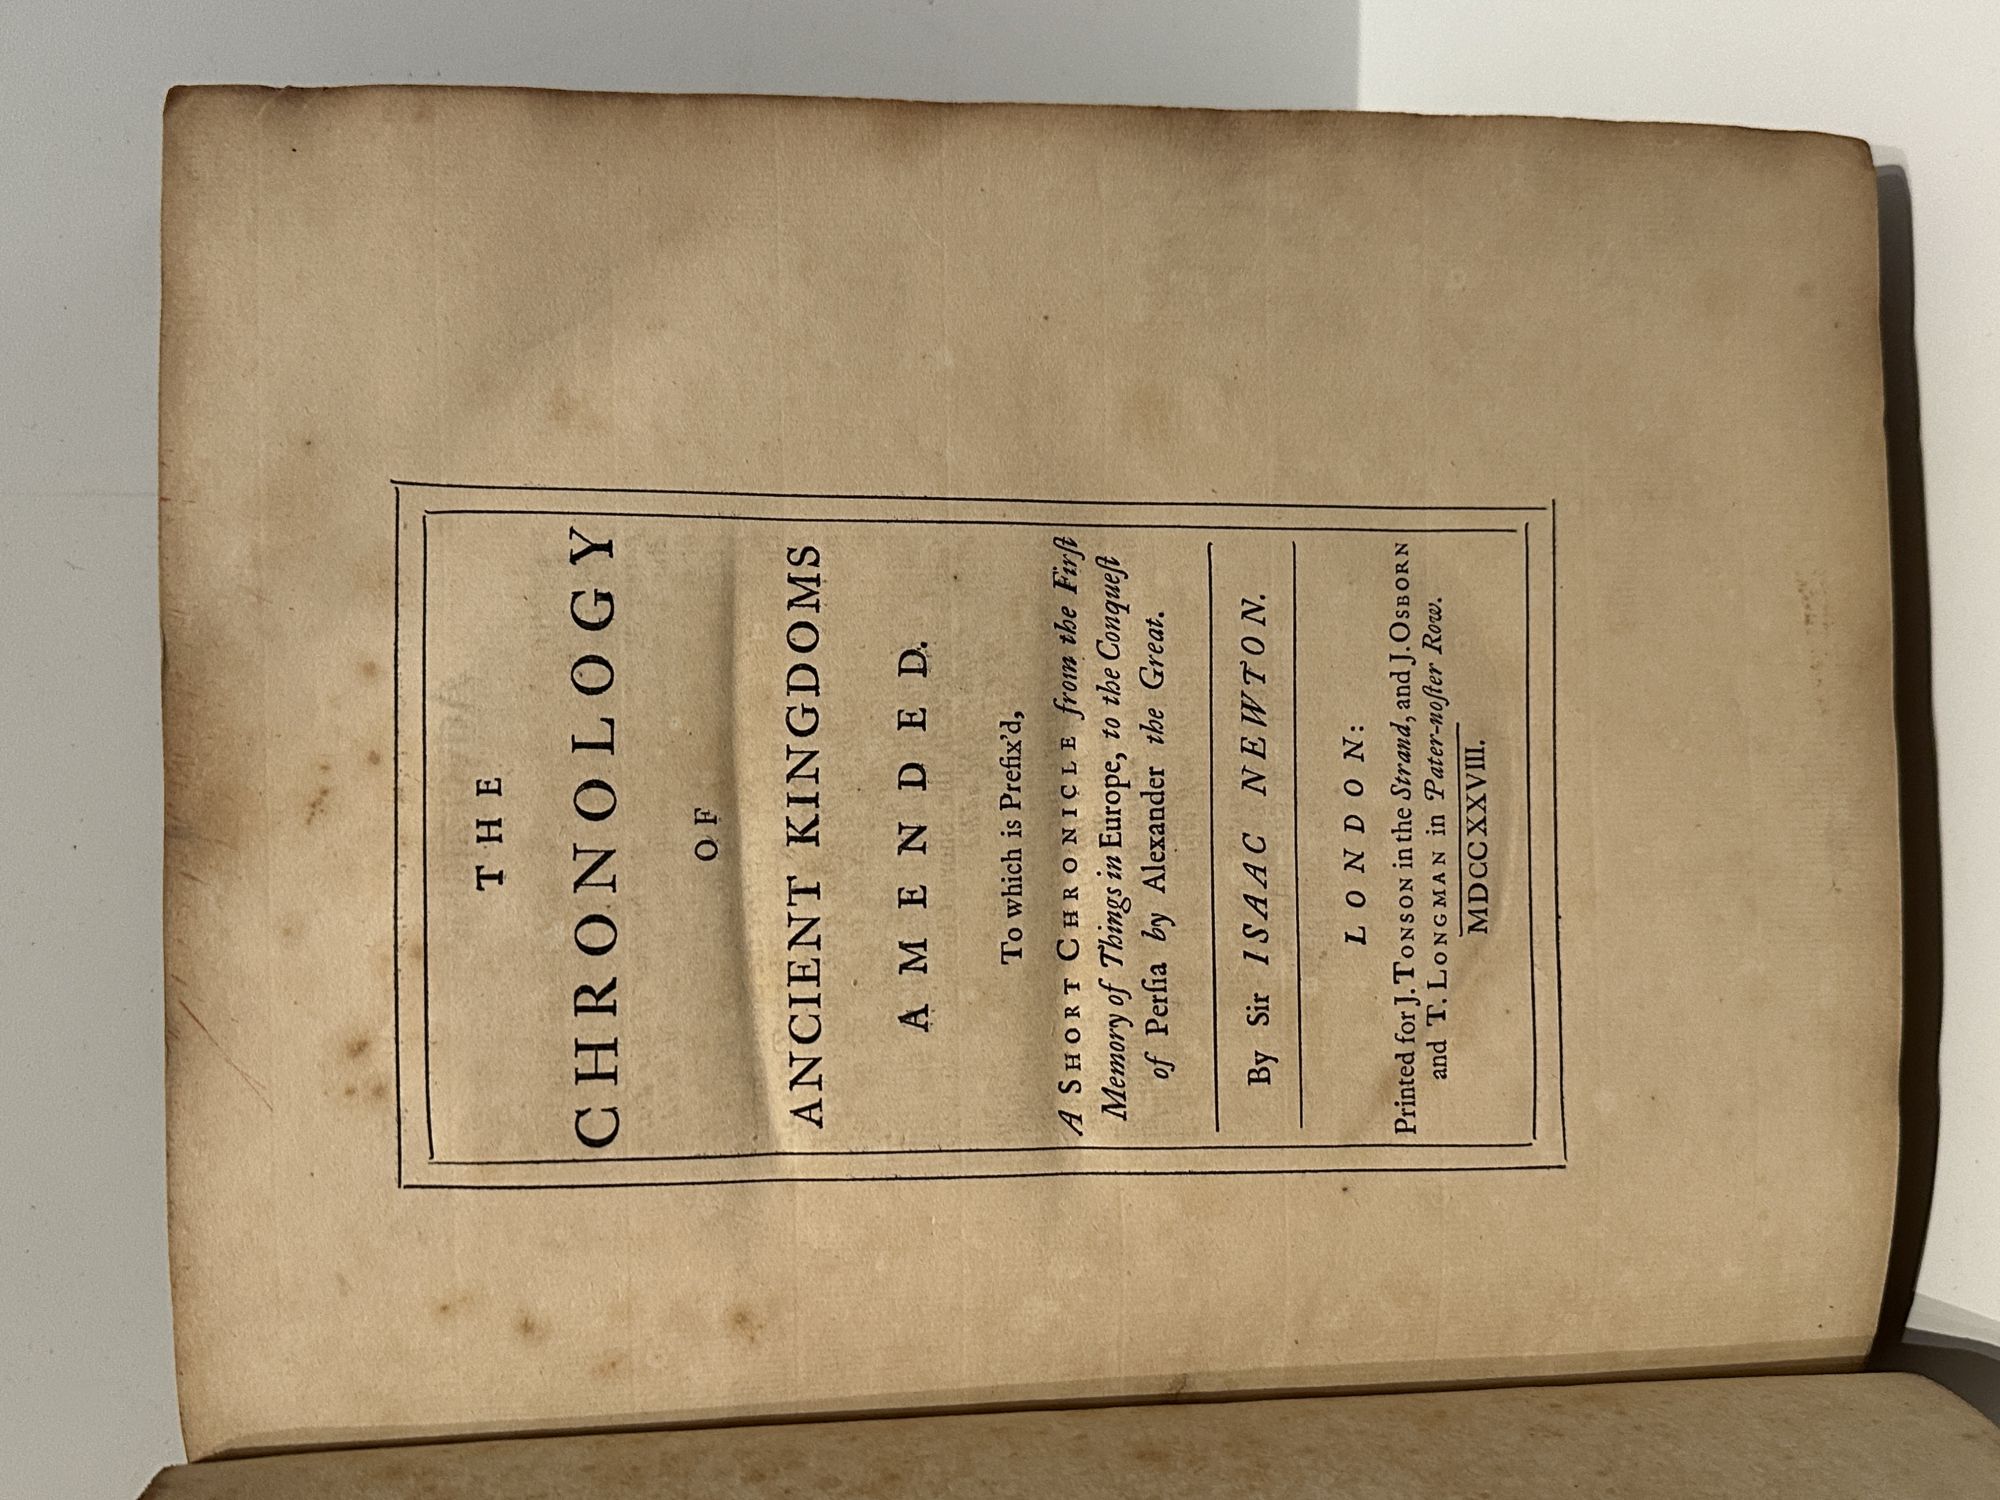 THE
CHRONOLOGY
OF
ANCIENT KINGDOMS
AMENDED.
To which is Prefix'd,
A SHORT CHRONICLE from the Firſt
Memory of Things in Europe, to the Conqueſt
of Perſia by Alexander the Great.
By Sir ISAAC NEWTON.
LONDON:
Printed for J. TONSON in the Strand, and J. OSBORN
and T. LONGMAN in Pater-noſter Row.
MDCCXXVIII.